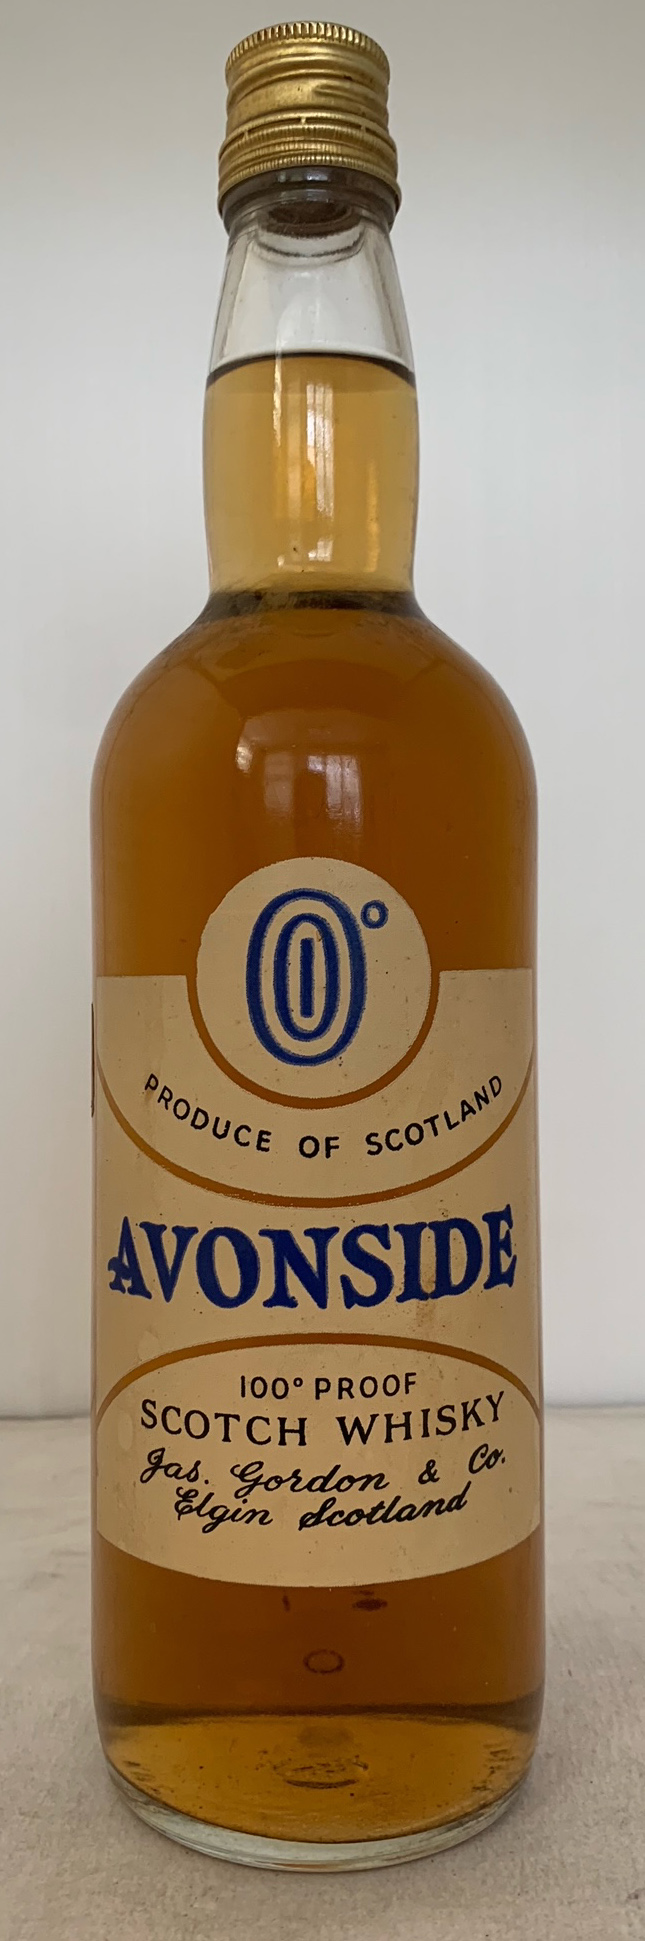 0°
PRODUCE OF SCOTLAND
AVONSIDE
100° PROOF
SCOTCH WHISKY
Jas. Gordon & Co.
Elgin Scotland